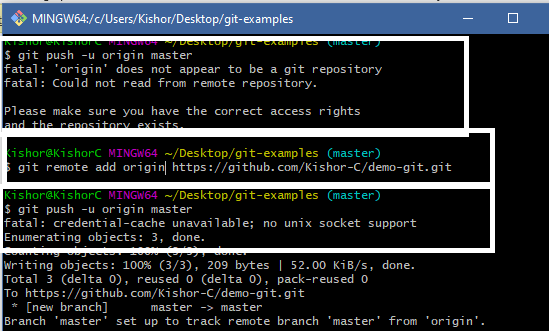 MINGW64:/c/Users/Kishor/Desktop/git-examples
Kishor@KishorC MINGW64 ~/Desktop/git-examples (master)
$ git push -u origin master
fatal: 'origin' does not appear to be a git repository
fatal: Could not read from remote repository.
Please make sure you have the correct access rights
and the repository exists.
Kishor@KishorC MINGW64 ~/Desktop/git-examples (master)
$ git remote add origin https://github.com/Kishor-C/demo-git.git
Kishor@KishorC MINGW64 ~/Desktop/git-examples (master)
$ git push -u origin master
fatal: credential-cache unavailable; no unix socket support
Enumerating objects: 3, done.
Counting objects: 100% (3/3), done.
Writing objects: 100% (3/3), 209 bytes | 52.00 KiB/s, done.
Total 3 (delta 0), reused 0 (delta 0), pack-reused 0
To https://github.com/Kishor-C/demo-git.git
* [new branch] master -> master
Branch 'master' set up to track remote branch 'master' from 'origin'.